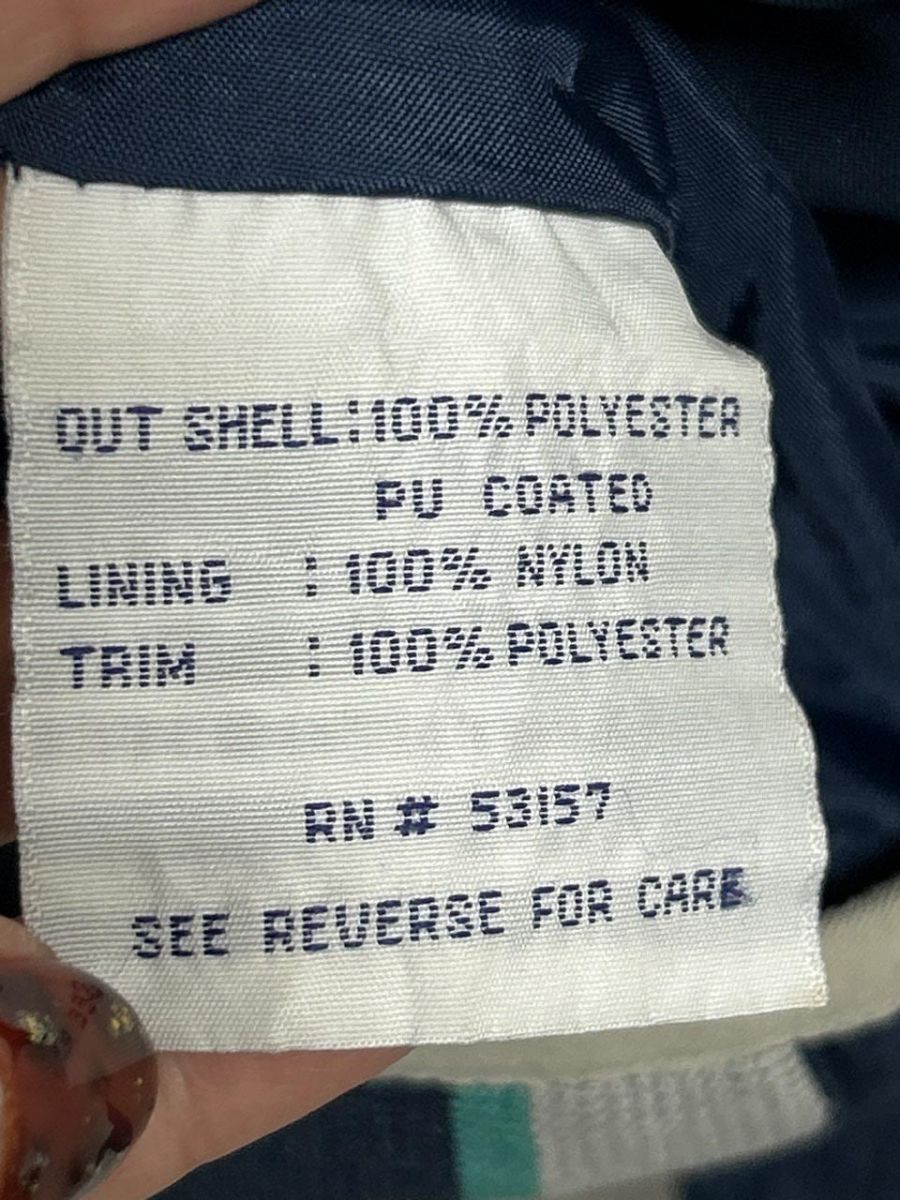 OUT SHELL:100% POLYESTER
PU COATED
LINING : 100% NYLON
TRIM : 100% POLYESTER
RN # 53157
SEE REVERSE FOR CARE